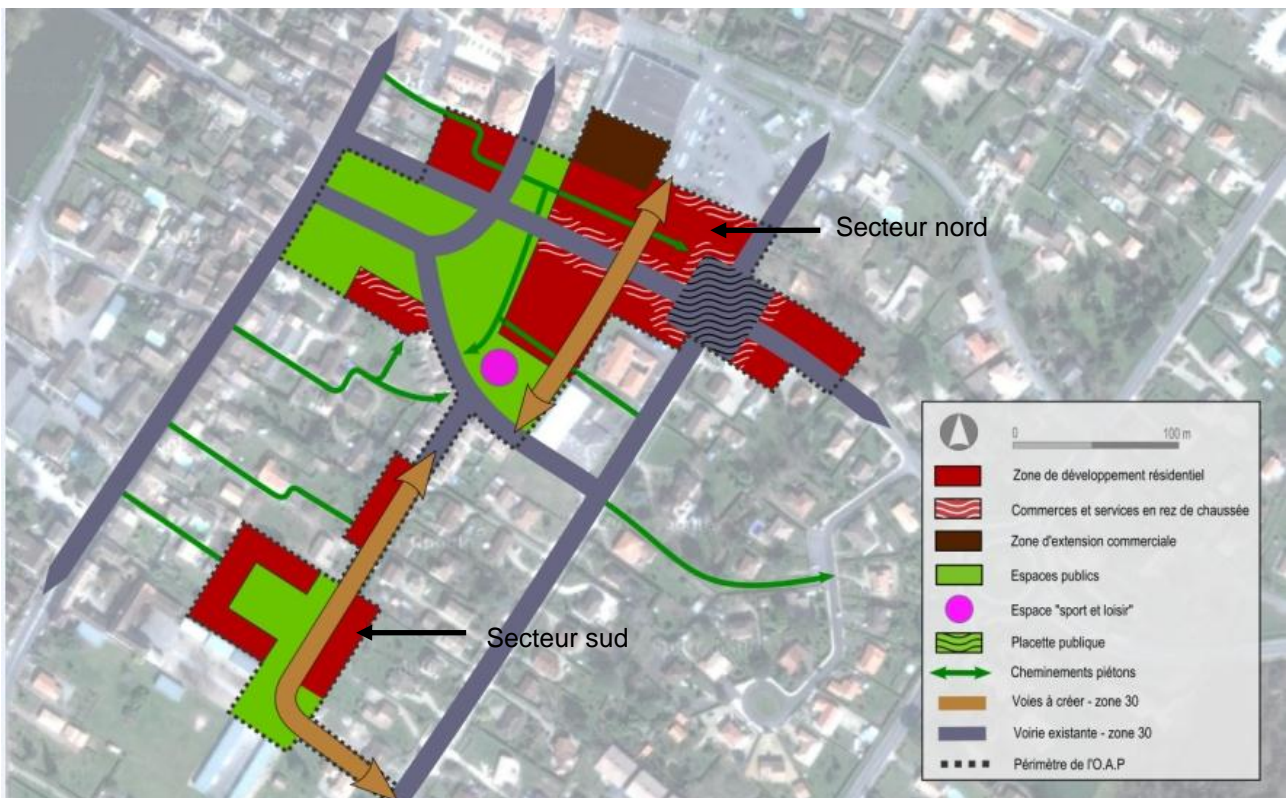 Secteur nord
Secteur sud
0 100 m
Zone de développement résidentiel
Commerces et services en rez de chaussée
Zone d'extension commerciale
Espaces publics
Espace "sport et loisir"
Placette publique
Cheminements piétons
Voies à créer - zone 30
Voirie existante - zone 30
Périmètre de l'O.A.P